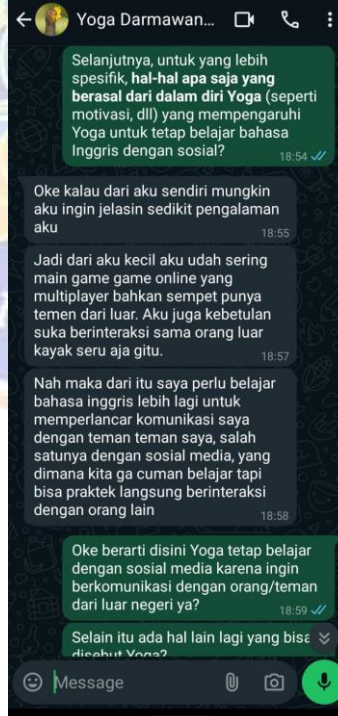 Yoga Darmawan...
Selanjutnya, untuk yang lebih
spesifik, hal-hal apa saja yang
berasal dari dalam diri Yoga (seperti
motivasi, dll) yang mempengaruhi
Yoga untuk tetap belajar bahasa
Inggris dengan sosial?
18:54
Oke kalau dari aku sendiri mungkin
aku ingin jelasin sedikit pengalaman
aku
18:55
Jadi dari aku kecil aku udah sering
main game game online yang
multiplayer bahkan sempet punya
temen dari luar. Aku juga kebetulan
suka berinteraksi sama orang luar
kayak seru aja gitu.
18:57
Nah maka dari itu saya perlu belajar
bahasa inggris lebih lagi untuk
memperlancar komunikasi saya
dengan teman teman saya, salah
satunya dengan sosial media, yang
dimana kita ga cuman belajar tapi
bisa praktek langsung berinteraksi
dengan orang lain
18:58
Oke berarti disini Yoga tetap belajar
dengan sosial media karena ingin
berkomunikasi dengan orang/teman
dari luar negeri ya?
18:59
Selain itu ada hal lain lagi yang bisa
disebut Yoga?
Message